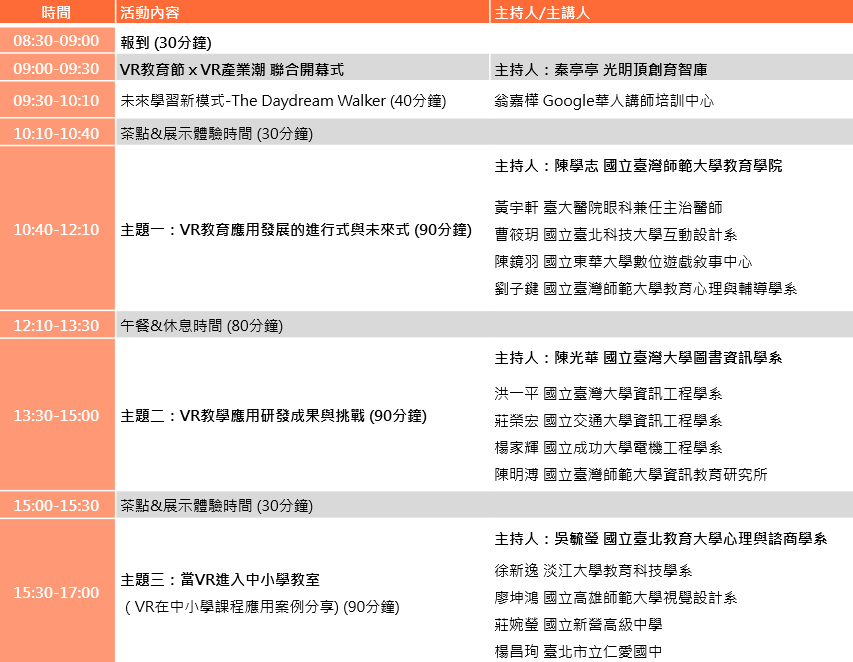 時間 活動內容 主持人/主講人
08:30-09:00 報到 (30分鐘)
09:00-09:30 VR教育節 x VR產業潮 聯合開幕式 主持人：秦亭亭 光明頂創育智庫
09:30-10:10 未來學習新模式-The Daydream Walker (40分鐘) 翁嘉樺 Google華人講師培訓中心
10:10-10:40 茶點&展示體驗時間 (30分鐘)
主持人：陳學志 國立臺灣師範大學教育學院
黃宇軒 臺大醫院眼科兼任主治醫師
10:40-12:10 主題一：VR教育應用發展的進行式與未來式 (90分鐘)
曹筱玥 國立臺北科技大學互動設計系
陳鏡羽 國立東華大學數位遊戲敘事中心
劉子鍵 國立臺灣師範大學教育心理與輔導學系
12:10-13:30 午餐&休息時間 (80分鐘)
主持人：陳光華 國立臺灣大學圖書資訊學系
洪一平 國立臺灣大學資訊工程學系
13:30-15:00 主題二：VR教學應用研發成果與挑戰 (90分鐘)
莊榮宏 國立交通大學資訊工程學系
楊家輝 國立成功大學電機工程學系
陳明溥 國立臺灣師範大學資訊教育研究所
15:00-15:30 茶點&展示體驗時間 (30分鐘)
主持人：吳毓瑩 國立臺北教育大學心理與諮商學系
徐新逸 淡江大學教育科技學系
15:30-17:00 主題三：當VR進入中小學教室
（VR在中小學課程應用案例分享) (90分鐘)
廖坤鴻 國立高雄師範大學視覺設計系
莊婉瑩 國立新營高級中學
楊昌珣 臺北市立仁愛國中